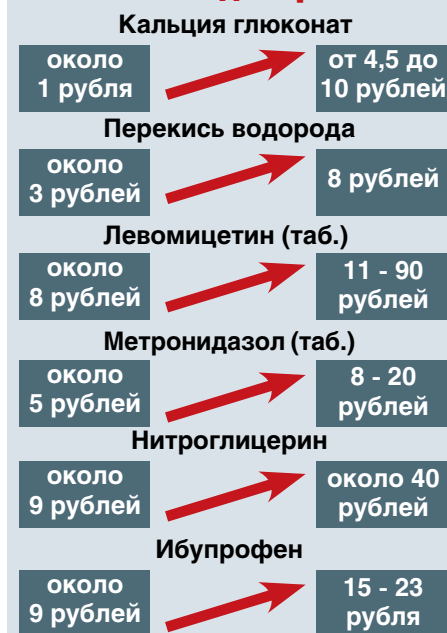 Кальция глюконат
около
1 рубля
от 4,5 до
10 рублей
Перекись водорода
около
3 рублей
8 рублей
Левомицетин (таб.)
около
8 рублей
11 - 90
рублей
Метронидазол (таб.)
около
5 рублей
8 - 20
рублей
Нитроглицерин
около
9 рублей
около 40
рублей
Ибупрофен
около
9 рублей
15 - 23
рубля